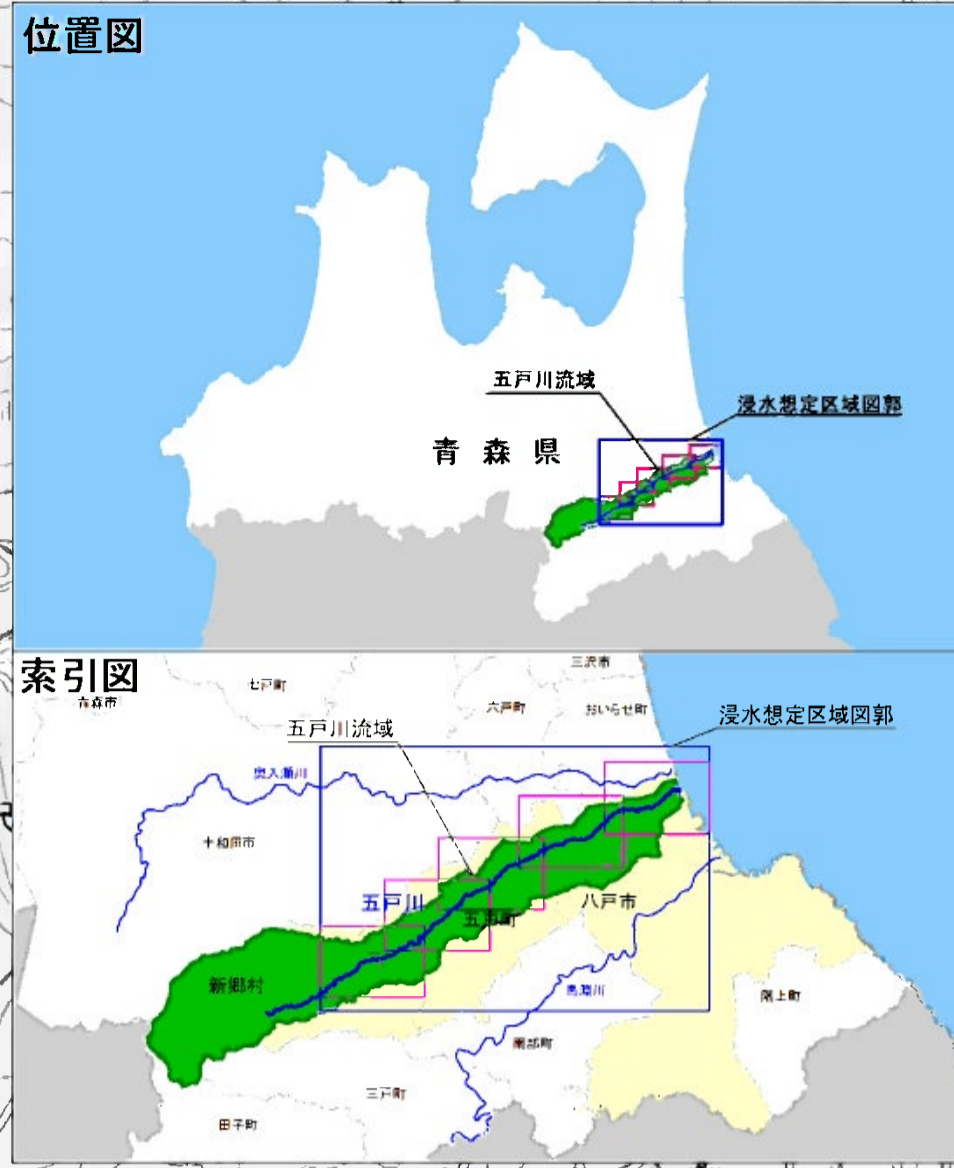 位置図
五戸川流域
浸水想定区域図郭
青森県
索引図
三沢市
七戸町
六戸町
おいらせ町
浸水想定区域図郭
五戸川流域
奥入瀬川
十和田市
五戸川
八戸市
五戸町
新郷村
馬淵川
階上町
南部町
三戸町
田子町